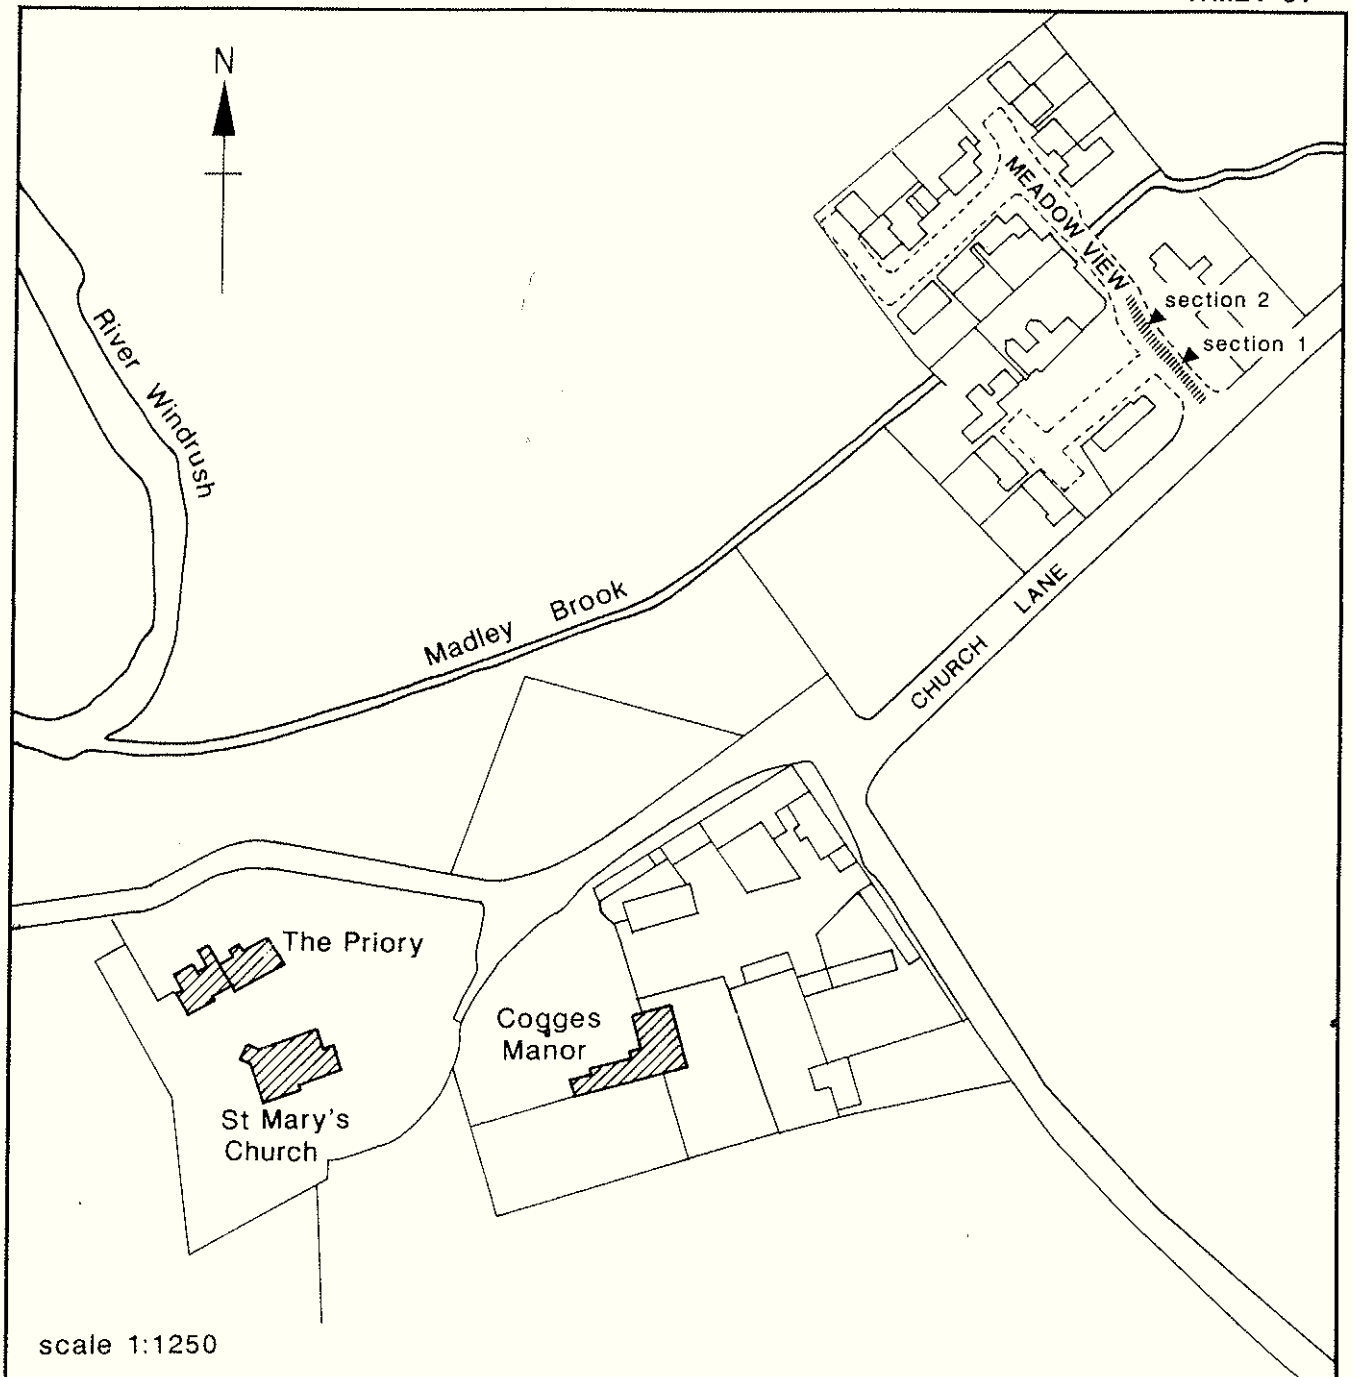 N
MEADOW VIEW
section 2
section 1
River Windrush
Madley Brook
CHURCH LANE
The Priory
Cogges
Manor
St Mary's
Church
scale 1:1250